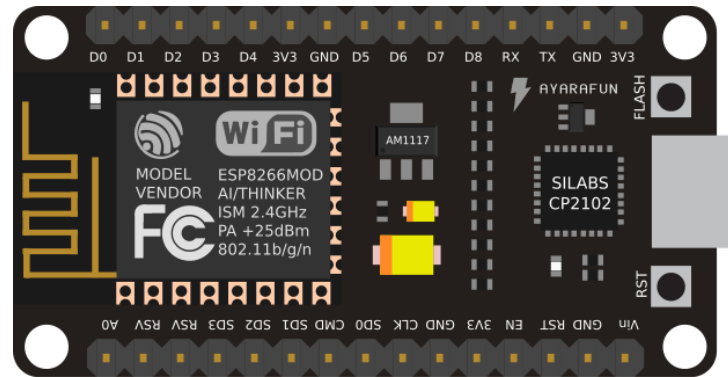 D0 D1 D2 D3 D4 3V3 GND D5 D6 D7 D8 RX TX GND 3V3
AYARAFUN
FLASH
WiFi
MODEL
VENDOR
ESP8266MOD
AI/THINKER
ISM 2.4GHz
PA +25dBm
802.11b/g/n
FC
AM1117
SILABS
CP2102
RST
A0 RSV RSV SD3 SD2 SD1 CMD SD0 CLK GND 3V3 EN RST GND Vin